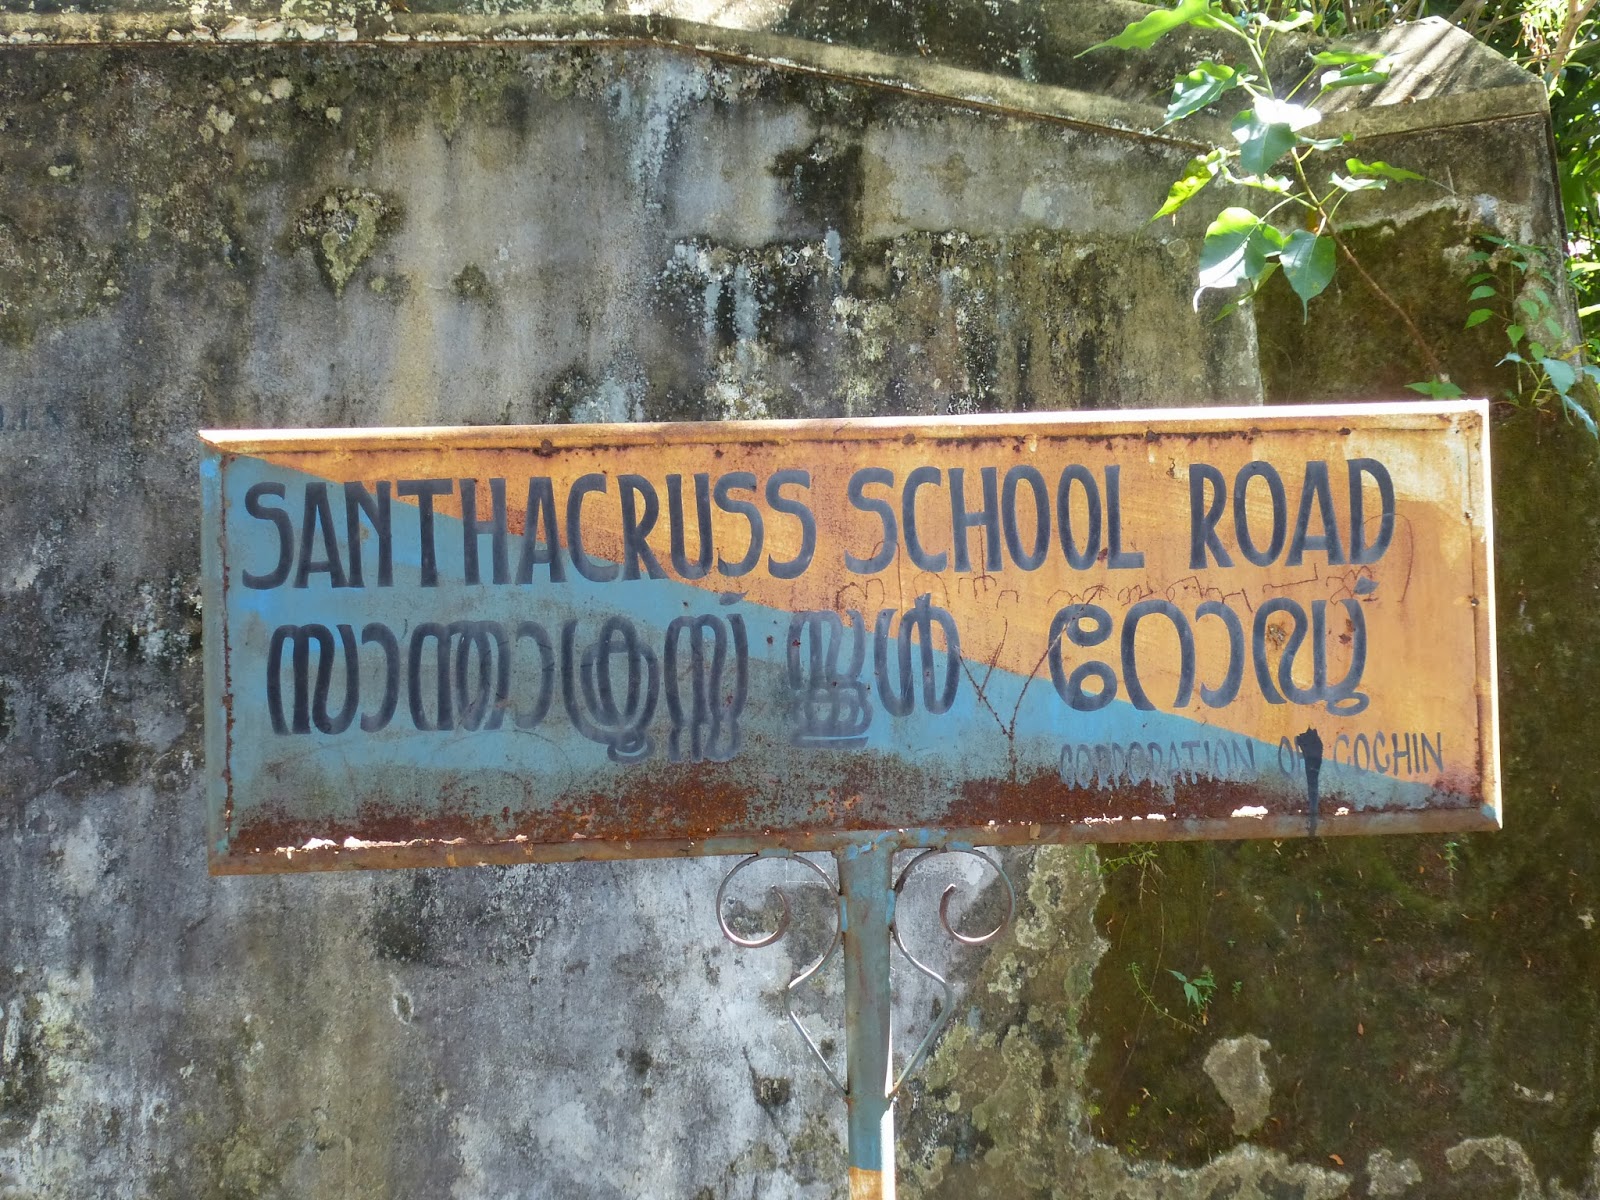 SANTHACRUSS SCHOOL ROAD
സാന്താക്രൂസ്സ് സ്കൂൾ റോഡ്
CORPORATION OF COCHIN